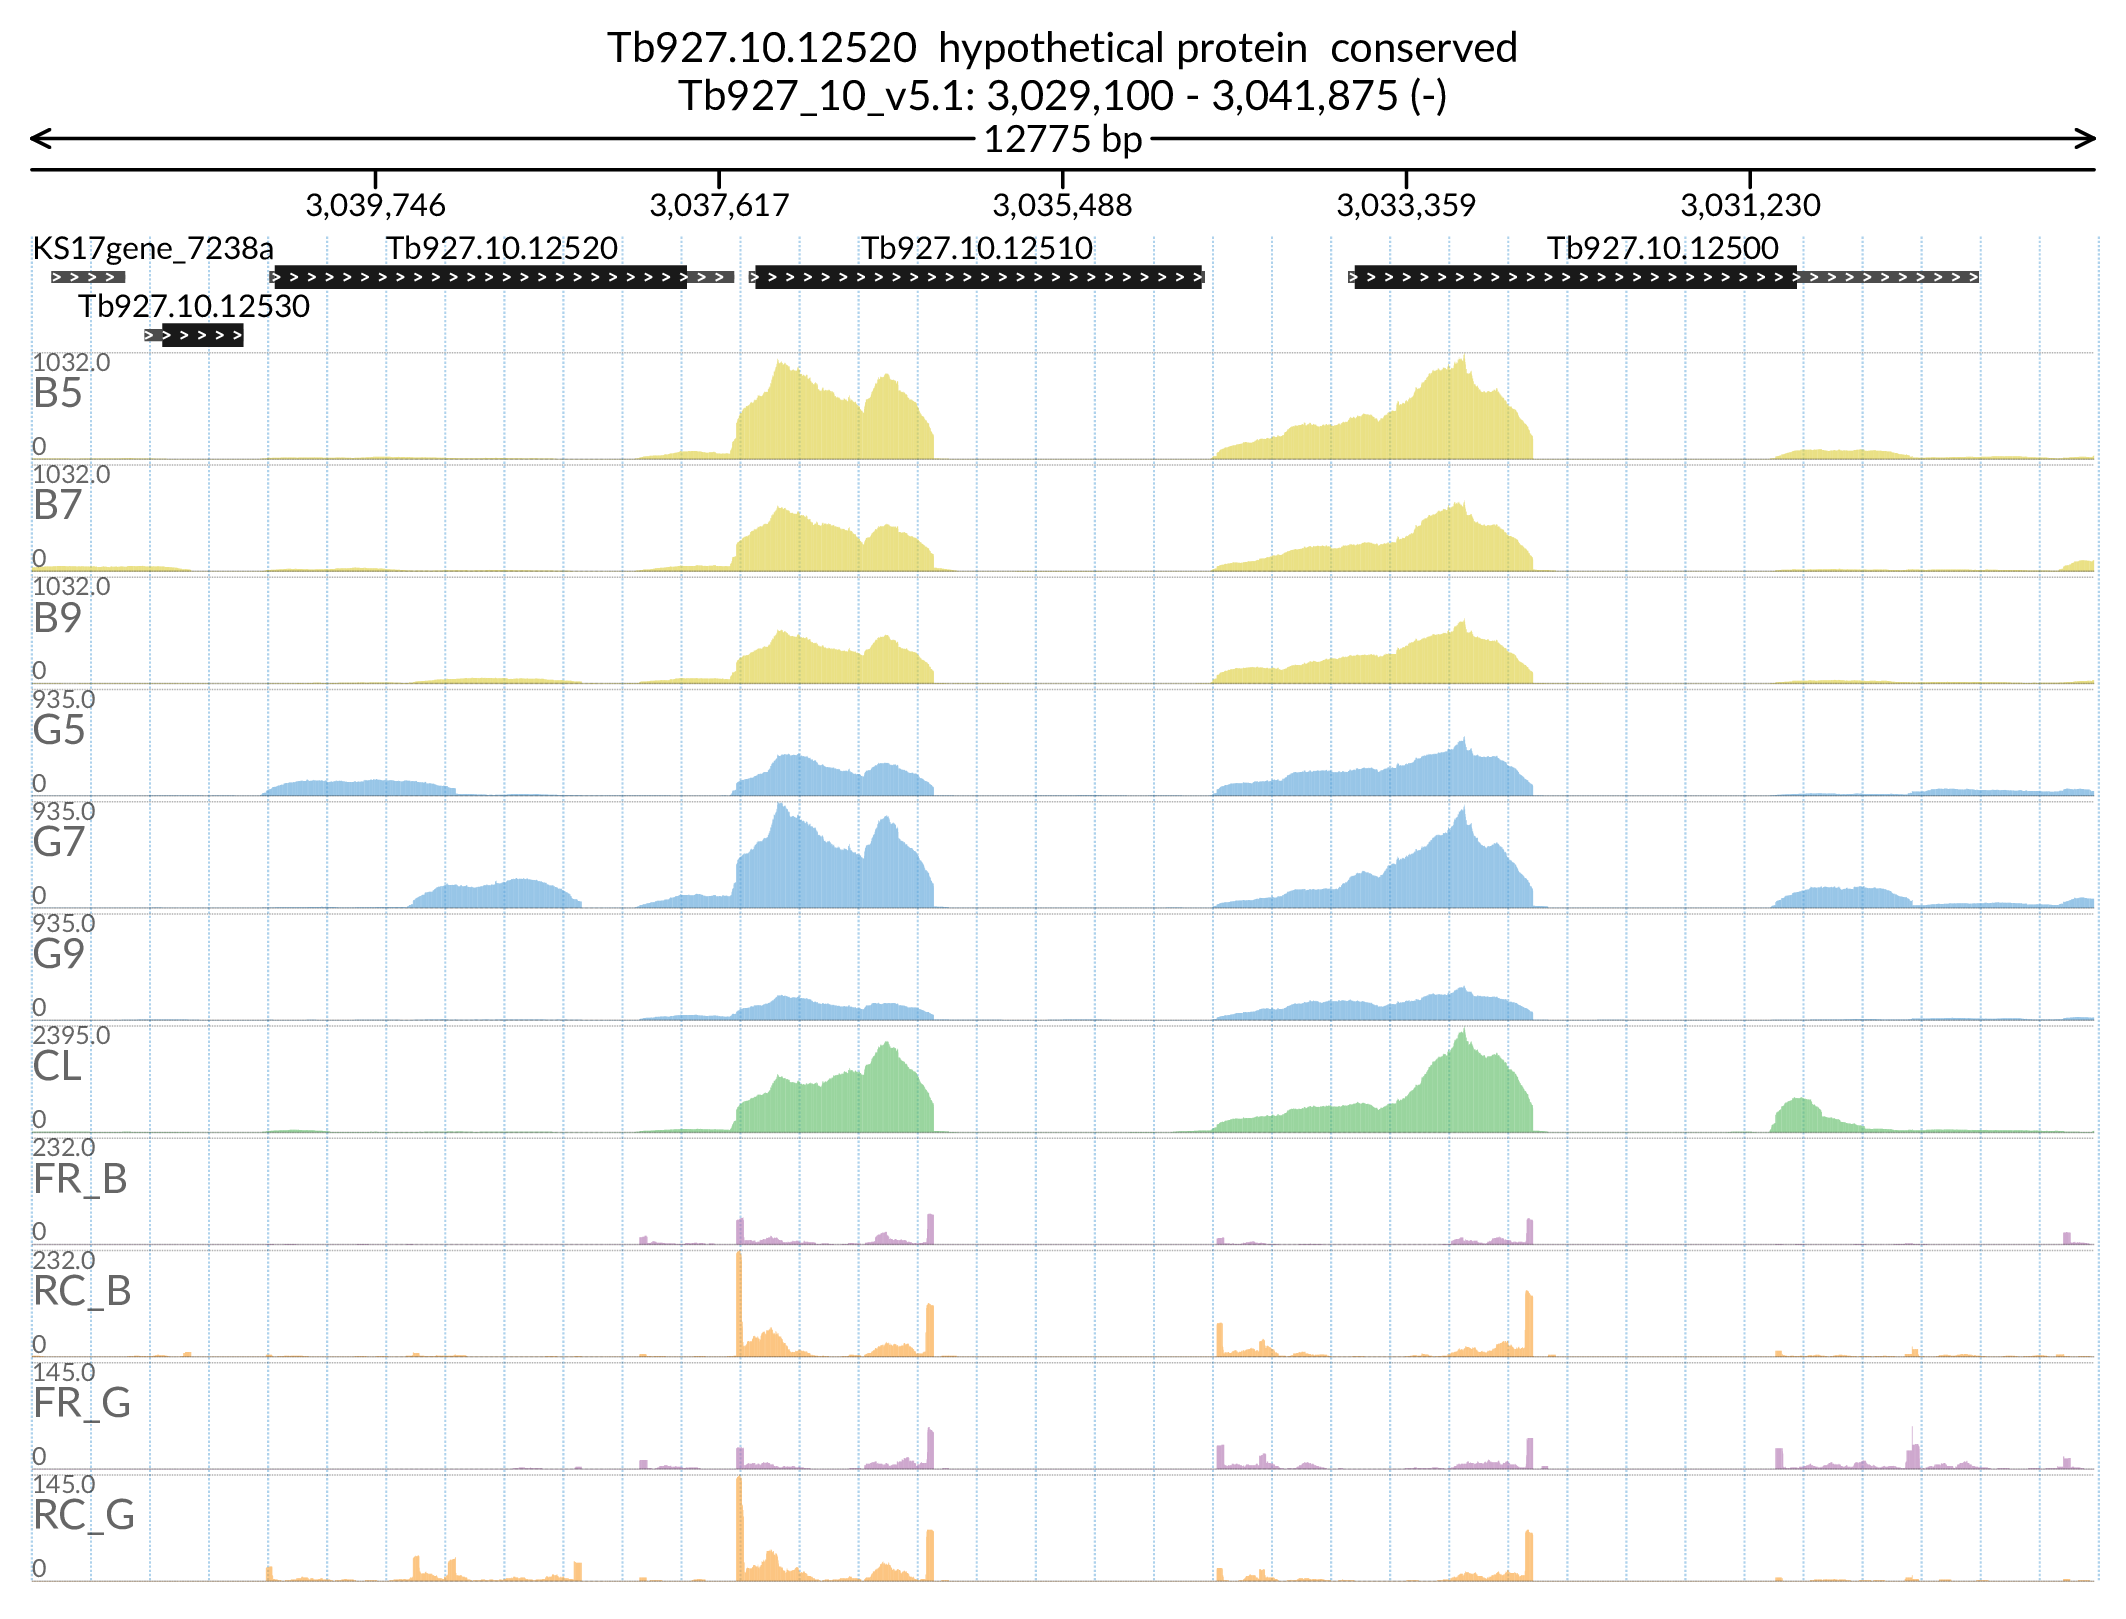 Tb927.10.12520  hypothetical protein  conserved
Tb927_10_v5.1: 3,029,100 - 3,041,875 (-)
12775 bp
3,039,746 3,037,617 3,035,488 3,033,359 3,031,230
KS17gene_7238a Tb927.10.12520 Tb927.10.12510 Tb927.10.12500
Tb927.10.12530
1032.0
B5
0
1032.0
B7
0
1032.0
B9
0
935.0
G5
0
935.0
G7
0
935.0
G9
0
2395.0
CL
0
232.0
FR_B
0
232.0
RC_B
0
145.0
FR_G
0
145.0
RC_G
0